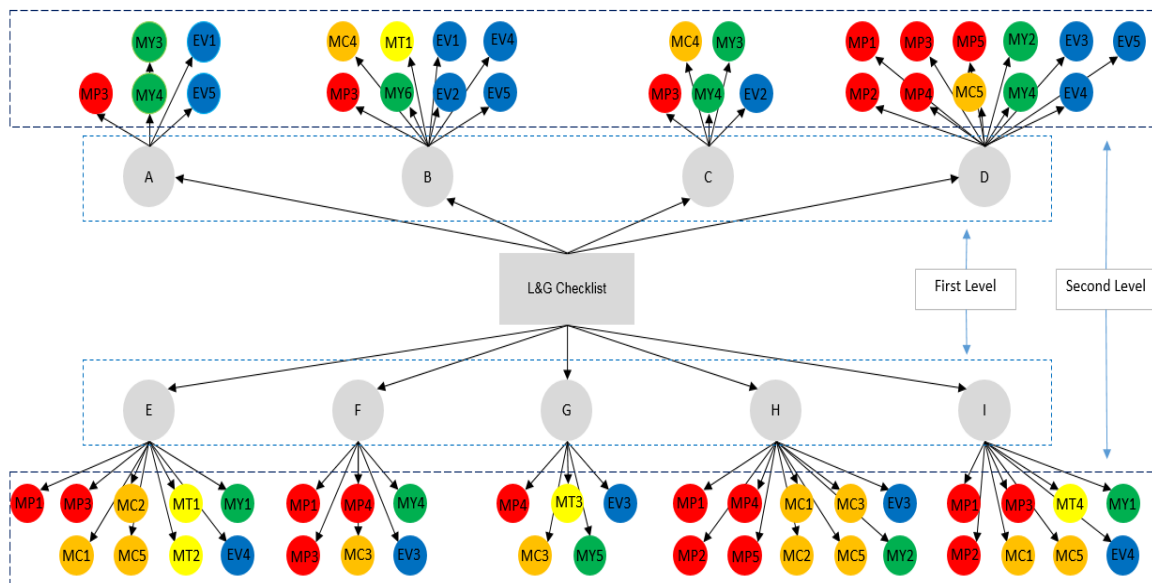 MY3 EV1
MC4 MT1 EV1 EV4
MC4 MY3
MP1 MP3 MP5 MY2 EV3 EV5
MP3 MY4 EV5
MP3 MY6 EV2 EV5
MP3 MY4 EV2
MP2 MP4 MC5 MY4 EV4
A B C D
L&G Checklist
First Level
Second Level
E F G H I
MP1 MP3 MC2 MT1 MY1
MP1 MP4 MY4
MP4 MT3 EV3
MP1 MP4 MC1 MC3 EV3
MP1 MP3 MT4 MY1
MC1 MC5 MT2 EV4
MP3 MC3 EV3
MC3 MY5
MP2 MP5 MC2 MC5 MY2
MP2 MC1 MC5 EV4